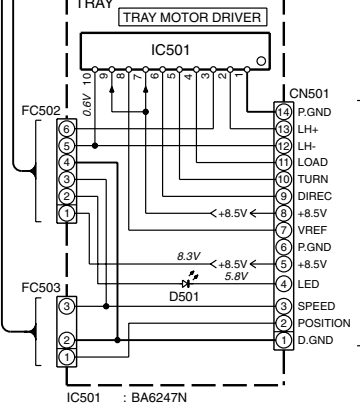 TRAY
TRAY MOTOR DRIVER
IC501
10 9 8 7 6 5 4 3 2 1
0.6V
CN501
FC502
14 P.GND
13 LH+
12 LH-
11 LOAD
10 TURN
9 DIREC
+8.5V 8 +8.5V
7 VREF
6 P.GND
8.3V +8.5V 5 +8.5V
5.8V 4 LED
D501
3 SPEED
2 POSITION
1 D.GND
6
5
4
3
2
1
FC503
3
2
1
IC501 : BA6247N